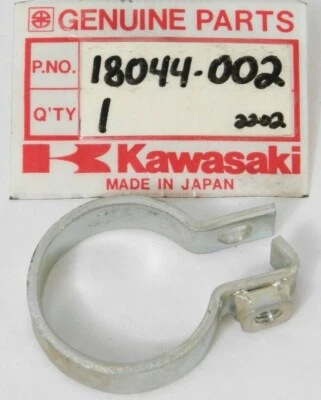 GENUINE PARTS
P.NO. 18044-002
Q'TY 1 2202
Kawasaki
MADE IN JAPAN